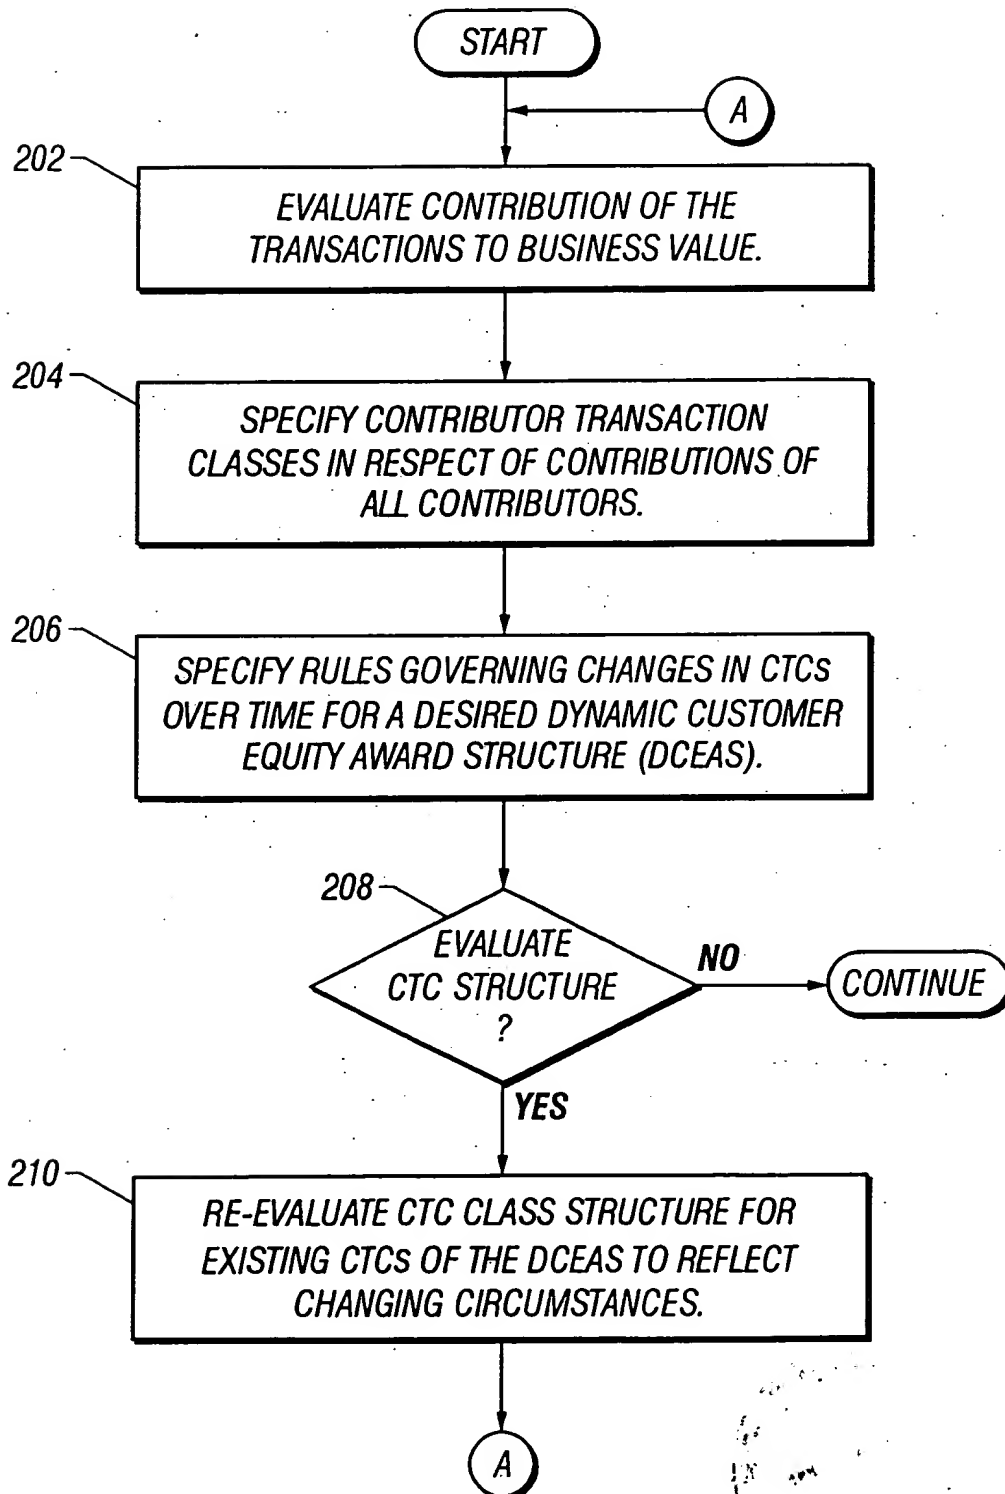 START
A
202
EVALUATE CONTRIBUTION OF THE
TRANSACTIONS TO BUSINESS VALUE.
204
SPECIFY CONTRIBUTOR TRANSACTION
CLASSES IN RESPECT OF CONTRIBUTIONS OF
ALL CONTRIBUTORS.
206
SPECIFY RULES GOVERNING CHANGES IN CTCs
OVER TIME FOR A DESIRED DYNAMIC CUSTOMER
EQUITY AWARD STRUCTURE (DCEAS).
208
EVALUATE
CTC STRUCTURE
?
NO
CONTINUE
YES
210
RE-EVALUATE CTC CLASS STRUCTURE FOR
EXISTING CTCs OF THE DCEAS TO REFLECT
CHANGING CIRCUMSTANCES.
A